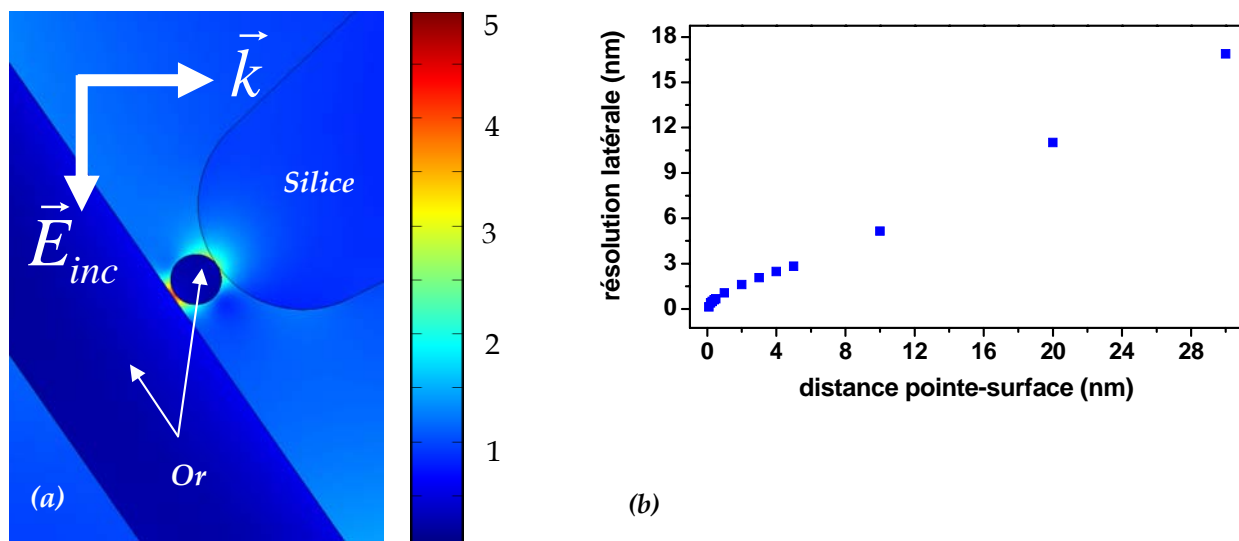 k
E inc
Silice
Or
(a)
5
4
3
2
1
18
15
12
9
6
3
0
résolution latérale (nm)
0 4 8 12 16 20 24 28
distance pointe-surface (nm)
(b)